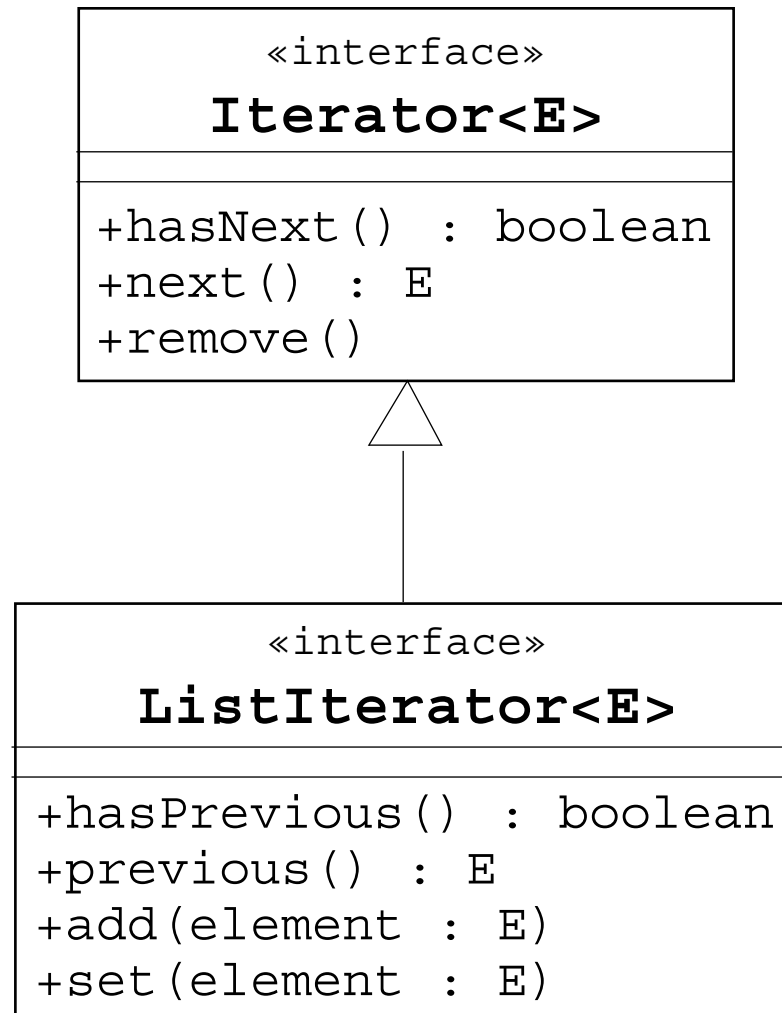 «interface»
Iterator<E>
+hasNext() : boolean
+next() : E
+remove()
«interface»
ListIterator<E>
+hasPrevious() : boolean
+previous() : E
+add(element : E)
+set(element : E)